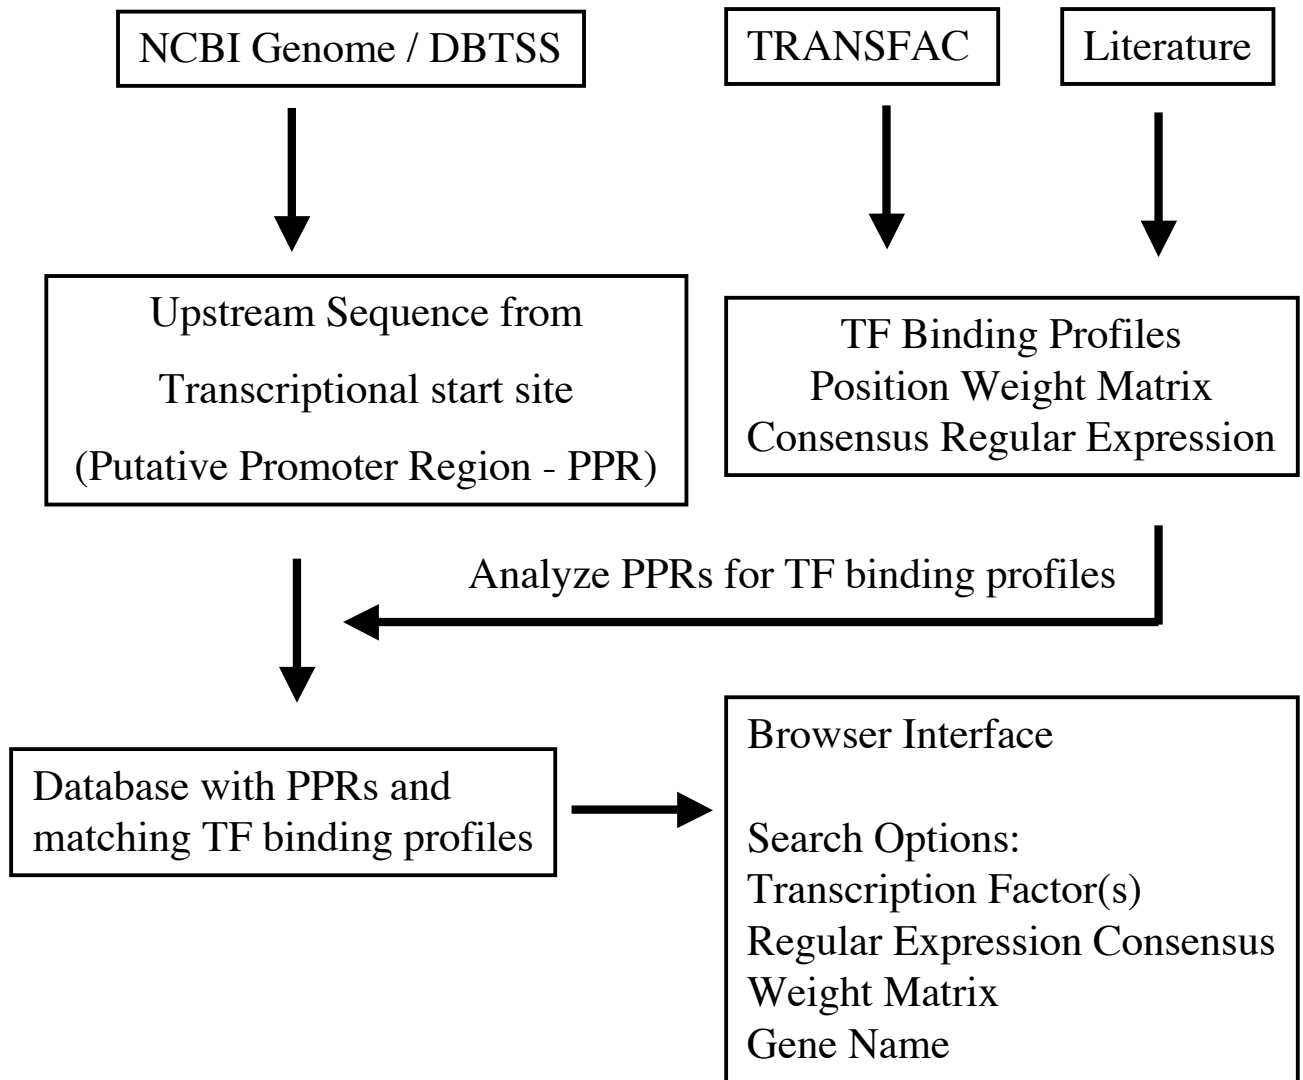 NCBI Genome / DBTSS
TRANSFAC
Literature
Upstream Sequence from
Transcriptional start site
(Putative Promoter Region - PPR)
TF Binding Profiles
Position Weight Matrix
Consensus Regular Expression
Analyze PPRs for TF binding profiles
Database with PPRs and
matching TF binding profiles
Browser Interface
Search Options:
Transcription Factor(s)
Regular Expression Consensus
Weight Matrix
Gene Name